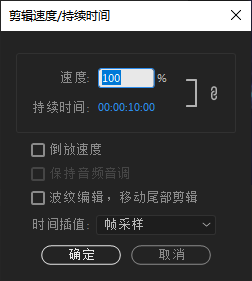 剪辑速度/持续时间
速度: 100 %
持续时间: 00:00:10:00
倒放速度
保持音频音调
波纹编辑，移动尾部剪辑
时间插值: 帧采样
确定 取消